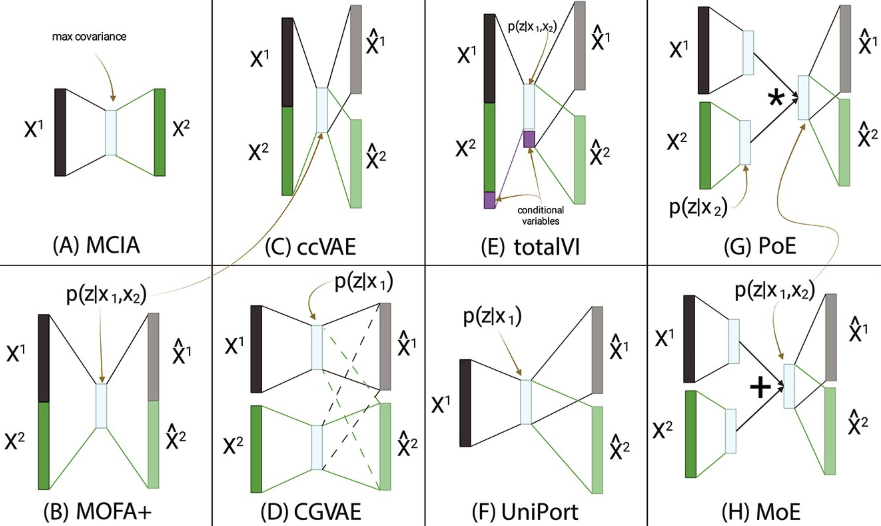 max covariance
X¹
X²
(A) MCIA
X¹
X²
X̂¹
X̂²
(C) ccVAE
p(z|x₁,x₂)
X¹
X²
X̂¹
X̂²
conditional
variables
(E) totalVI
X¹
X²
*
X̂¹
X̂²
p(z|x₂)
(G) PoE
p(z|x₁,x₂)
X¹
X²
X̂¹
X̂²
(B) MOFA+
p(z|x₁)
X¹
X²
X̂¹
X̂²
(D) CGVAE
p(z|x₁)
X¹
X̂¹
X̂²
(F) UniPort
p(z|x₁,x₂)
X¹
X²
+
X̂¹
X̂²
(H) MoE